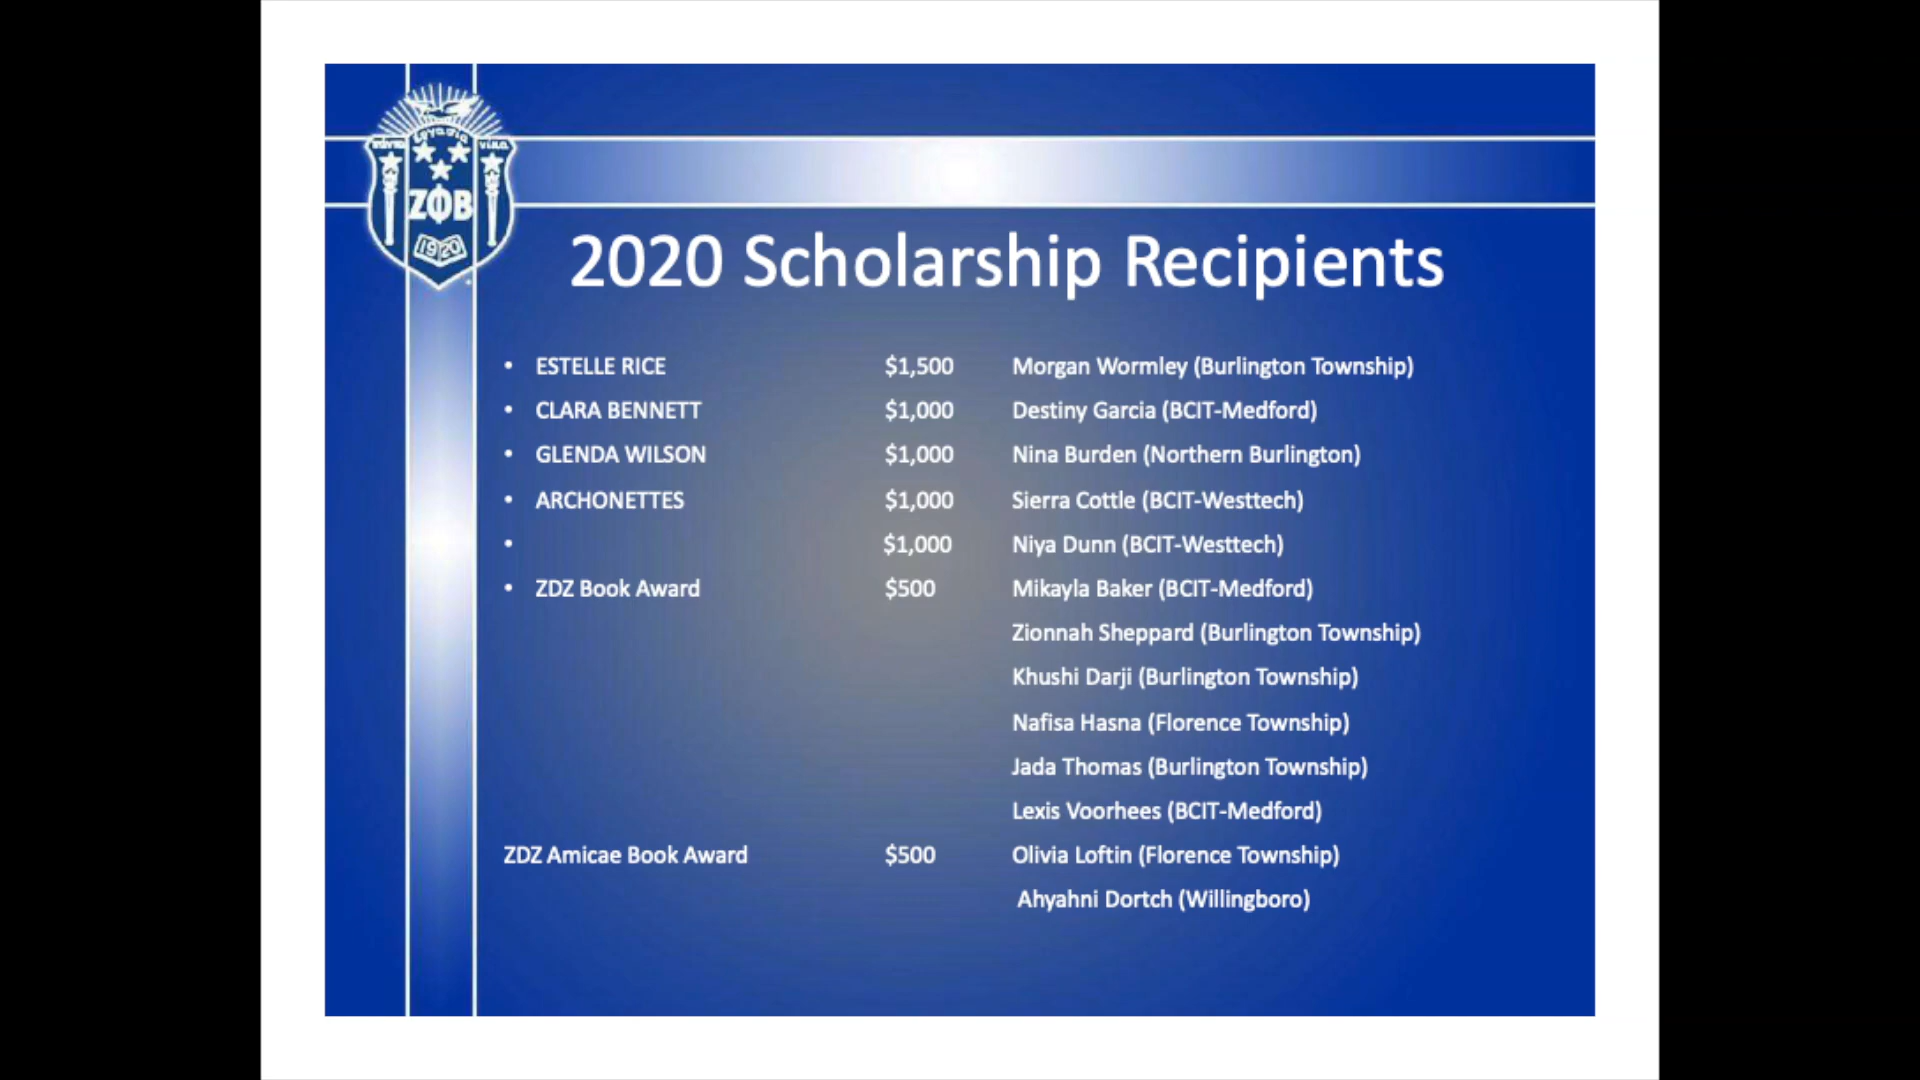 ZΦB
1920
2020 Scholarship Recipients
• ESTELLE RICE $1,500 Morgan Wormley (Burlington Township)
• CLARA BENNETT $1,000 Destiny Garcia (BCIT-Medford)
• GLENDA WILSON $1,000 Nina Burden (Northern Burlington)
• ARCHONETTES $1,000 Sierra Cottle (BCIT-Westtech)
• $1,000 Niya Dunn (BCIT-Westtech)
• ZDZ Book Award $500 Mikayla Baker (BCIT-Medford)
Zionnah Sheppard (Burlington Township)
Khushi Darji (Burlington Township)
Nafisa Hasna (Florence Township)
Jada Thomas (Burlington Township)
Lexis Voorhees (BCIT-Medford)
ZDZ Amicae Book Award $500 Olivia Loftin (Florence Township)
Ahyahni Dortch (Willingboro)